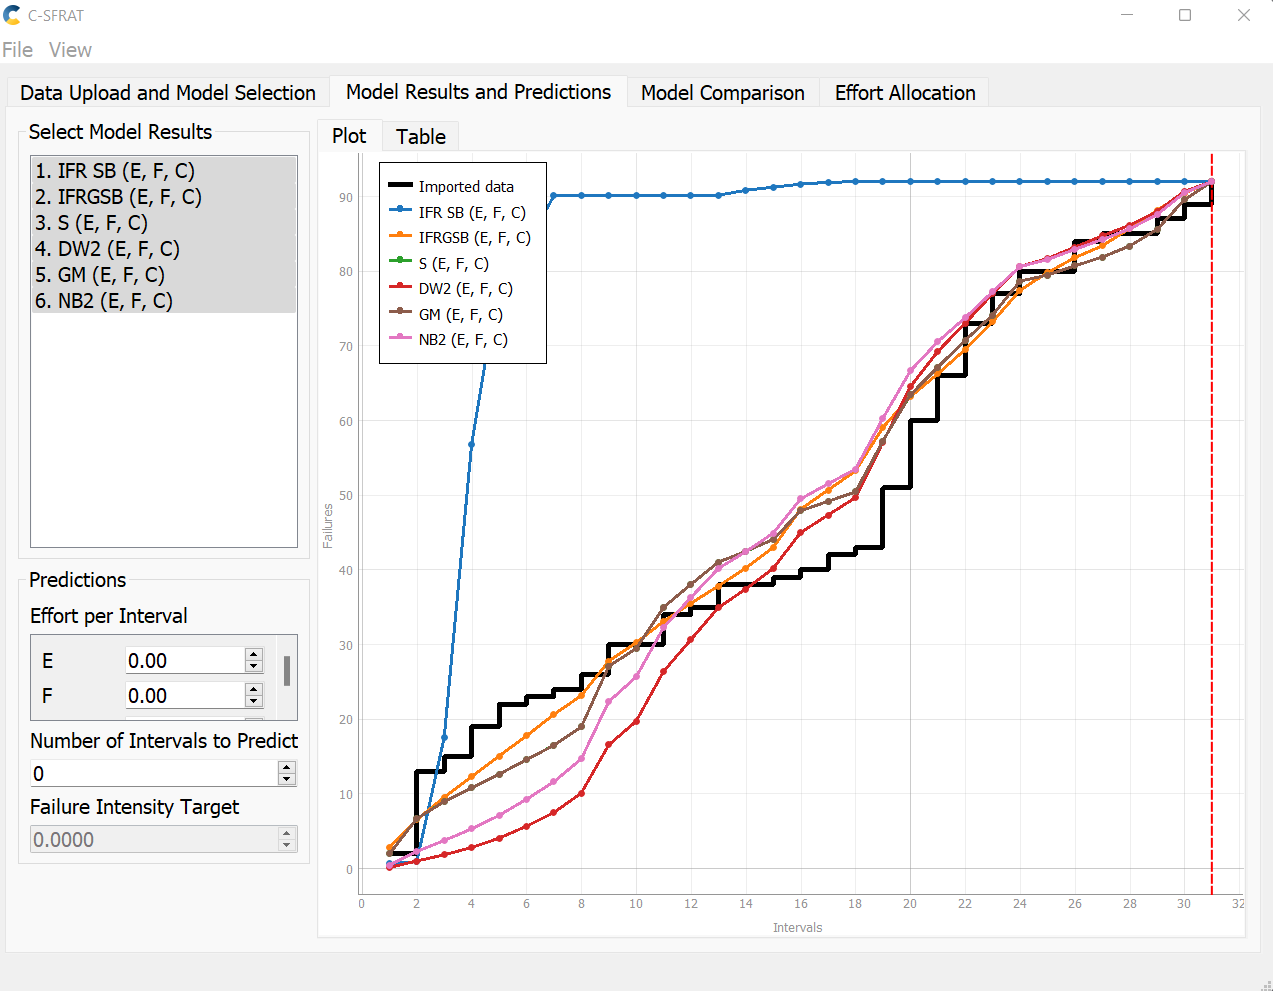 C-SFRAT
File View
Data Upload and Model Selection Model Results and Predictions Model Comparison Effort Allocation
Select Model Results
1. IFR SB (E, F, C)
2. IFRGSB (E, F, C)
3. S (E, F, C)
4. DW2 (E, F, C)
5. GM (E, F, C)
6. NB2 (E, F, C)
Predictions
Effort per Interval
E 0.00
F 0.00
Number of Intervals to Predict
0
Failure Intensity Target
0.0000
Plot Table
Imported data
IFR SB (E, F, C)
IFRGSB (E, F, C)
S (E, F, C)
DW2 (E, F, C)
GM (E, F, C)
NB2 (E, F, C)
Failures
90
80
70
60
50
40
30
20
10
0
0 2 4 6 8 10 12 14 16 18 20 22 24 26 28 30 32
Intervals